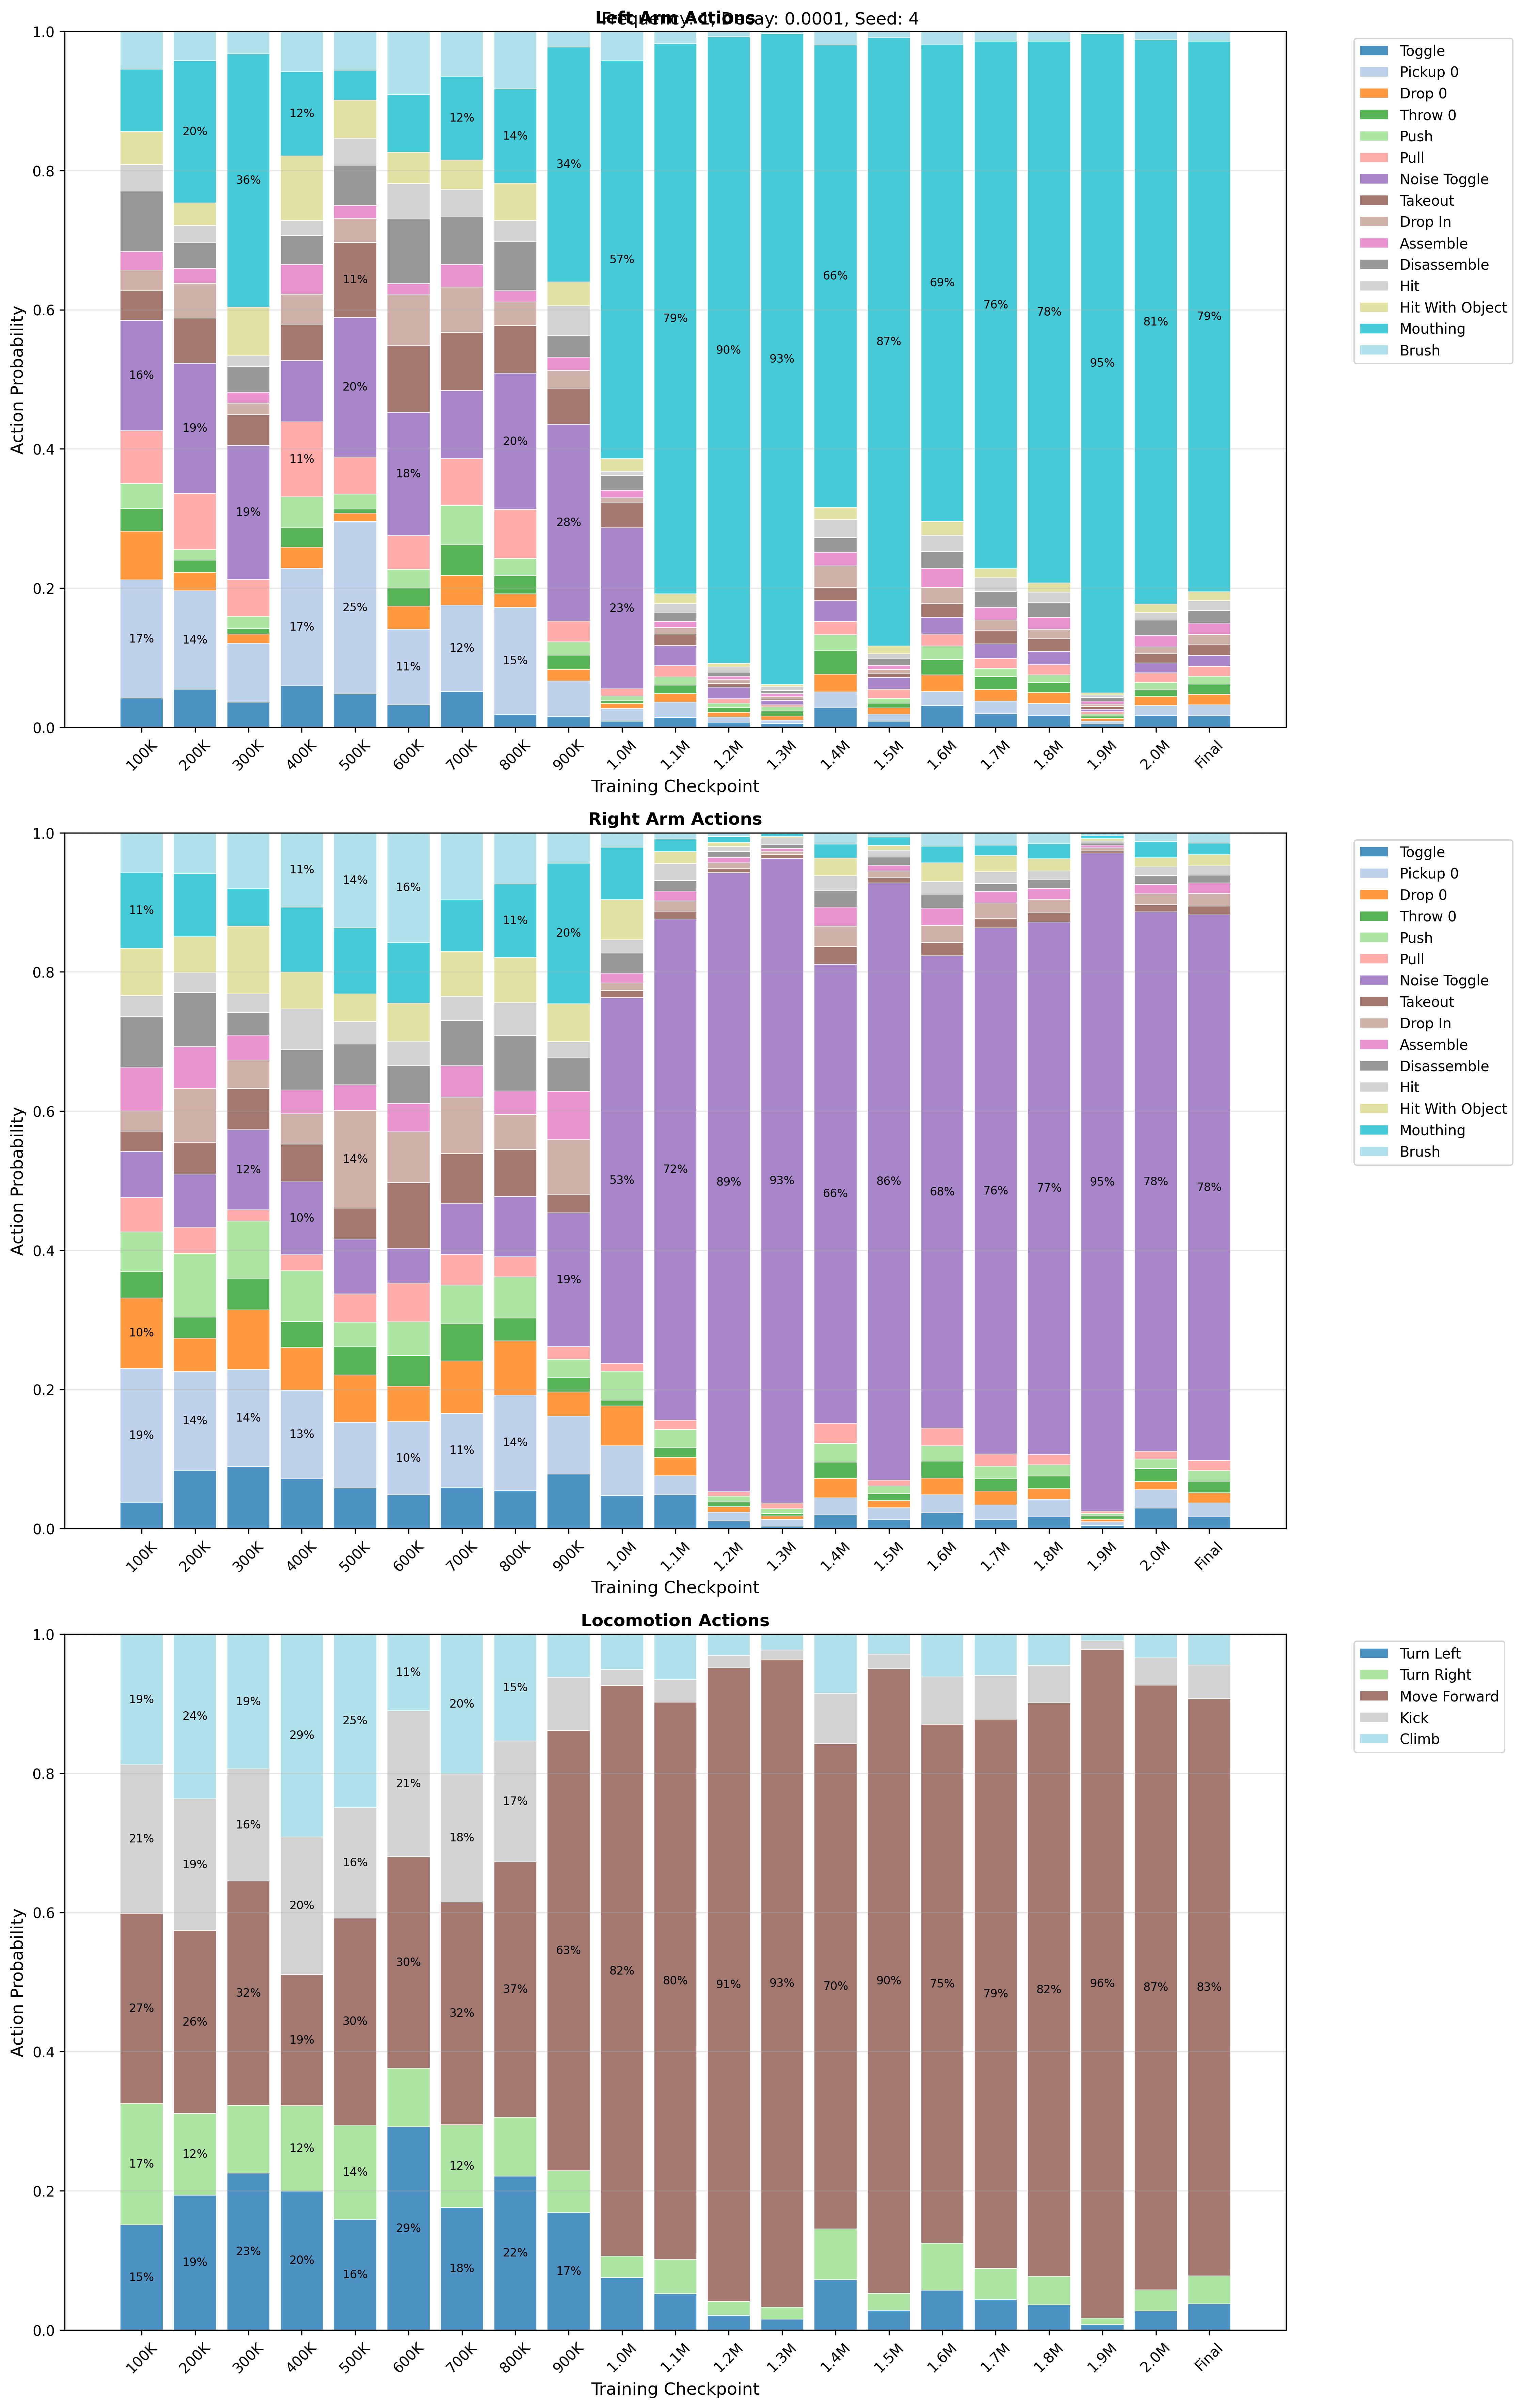 Left Arm Actions
Frequency: 1, Decay: 0.0001, Seed: 4
Action Probability
1.0
0.8
0.6
0.4
0.2
0.0
17% 16%
14% 19% 20%
19% 36%
17% 11% 12%
25% 20% 11%
11% 18%
12% 12%
15% 20% 14%
28% 34%
23% 57%
79%
90%
93%
66%
87%
69%
76%
78%
95%
81%
79%
100K 200K 300K 400K 500K 600K 700K 800K 900K 1.0M 1.1M 1.2M 1.3M 1.4M 1.5M 1.6M 1.7M 1.8M 1.9M 2.0M Final
Training Checkpoint
Toggle
Pickup 0
Drop 0
Throw 0
Push
Pull
Noise Toggle
Takeout
Drop In
Assemble
Disassemble
Hit
Hit With Object
Mouthing
Brush
Right Arm Actions
Action Probability
1.0
0.8
0.6
0.4
0.2
0.0
19% 10% 11%
14%
14% 12%
13% 10% 11%
14% 14%
10% 16%
11%
14% 11%
19% 20%
53%
72%
89%
93%
66%
86%
68%
76%
77%
95%
78%
78%
100K 200K 300K 400K 500K 600K 700K 800K 900K 1.0M 1.1M 1.2M 1.3M 1.4M 1.5M 1.6M 1.7M 1.8M 1.9M 2.0M Final
Training Checkpoint
Toggle
Pickup 0
Drop 0
Throw 0
Push
Pull
Noise Toggle
Takeout
Drop In
Assemble
Disassemble
Hit
Hit With Object
Mouthing
Brush
Locomotion Actions
Action Probability
1.0
0.8
0.6
0.4
0.2
0.0
15% 17% 27% 21% 19%
19% 12% 26% 19% 24%
23% 32% 16% 19%
20% 12% 19% 20% 29%
16% 14% 30% 16% 25%
29% 30% 21% 11%
18% 12% 32% 18% 20%
22% 37% 17% 15%
17% 63%
82%
80%
91%
93%
70%
90%
75%
79%
82%
96%
87%
83%
100K 200K 300K 400K 500K 600K 700K 800K 900K 1.0M 1.1M 1.2M 1.3M 1.4M 1.5M 1.6M 1.7M 1.8M 1.9M 2.0M Final
Training Checkpoint
Turn Left
Turn Right
Move Forward
Kick
Climb